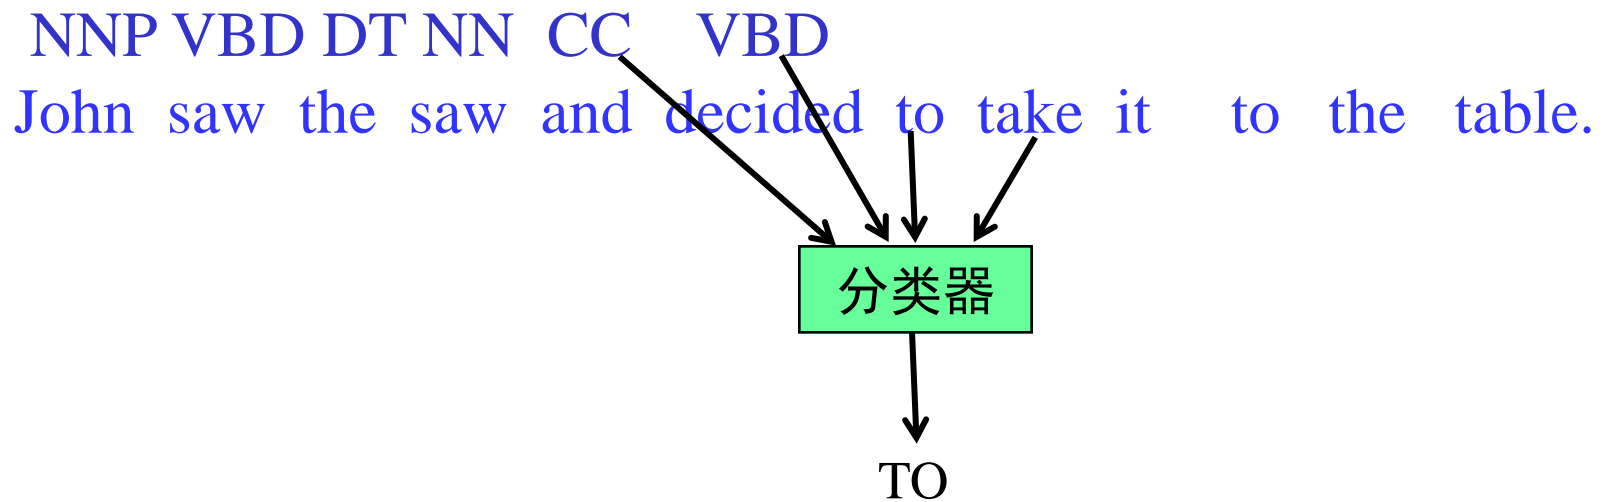 NNP VBD DT NN CC VBD
John saw the saw and decided to take it to the table.
分类器
TO